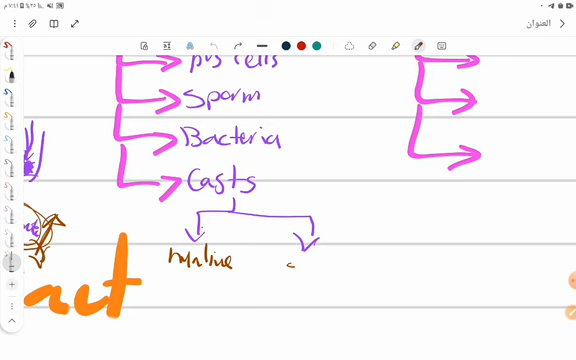 العنوان
pus cells
Sperm
Bacteria
Casts
hyaline
act